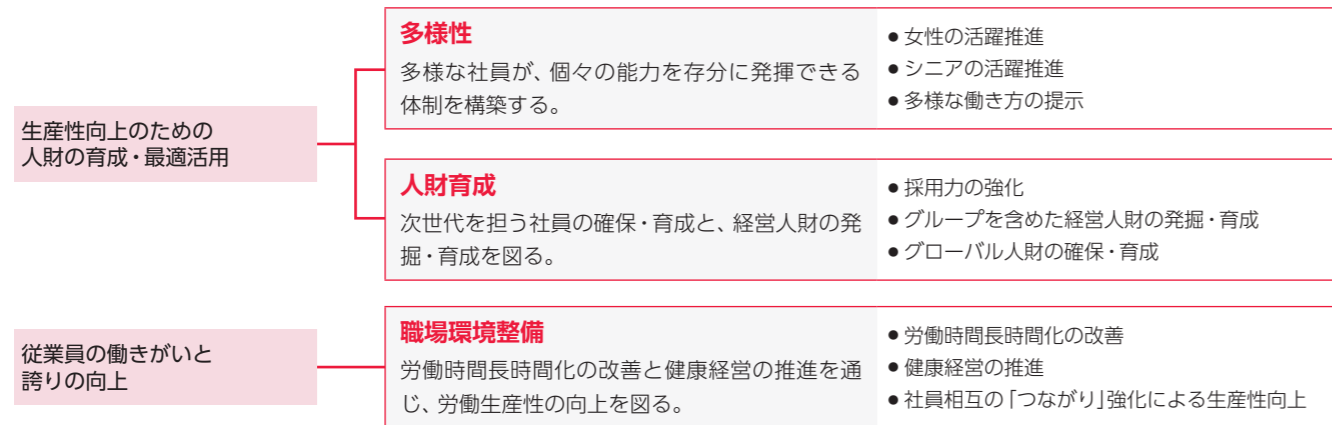 生産性向上のための
人財の育成・最適活用
多様性
多様な社員が、個々の能力を存分に発揮できる
体制を構築する。
● 女性の活躍推進
● シニアの活躍推進
● 多様な働き方の提示
人財育成
次世代を担う社員の確保・育成と、経営人財の発
掘・育成を図る。
● 採用力の強化
● グループを含めた経営人財の発掘・育成
● グローバル人財の確保・育成
従業員の働きがいと
誇りの向上
職場環境整備
労働時間長時間化の改善と健康経営の推進を通
じ、労働生産性の向上を図る。
● 労働時間長時間化の改善
● 健康経営の推進
● 社員相互の「つながり」強化による生産性向上